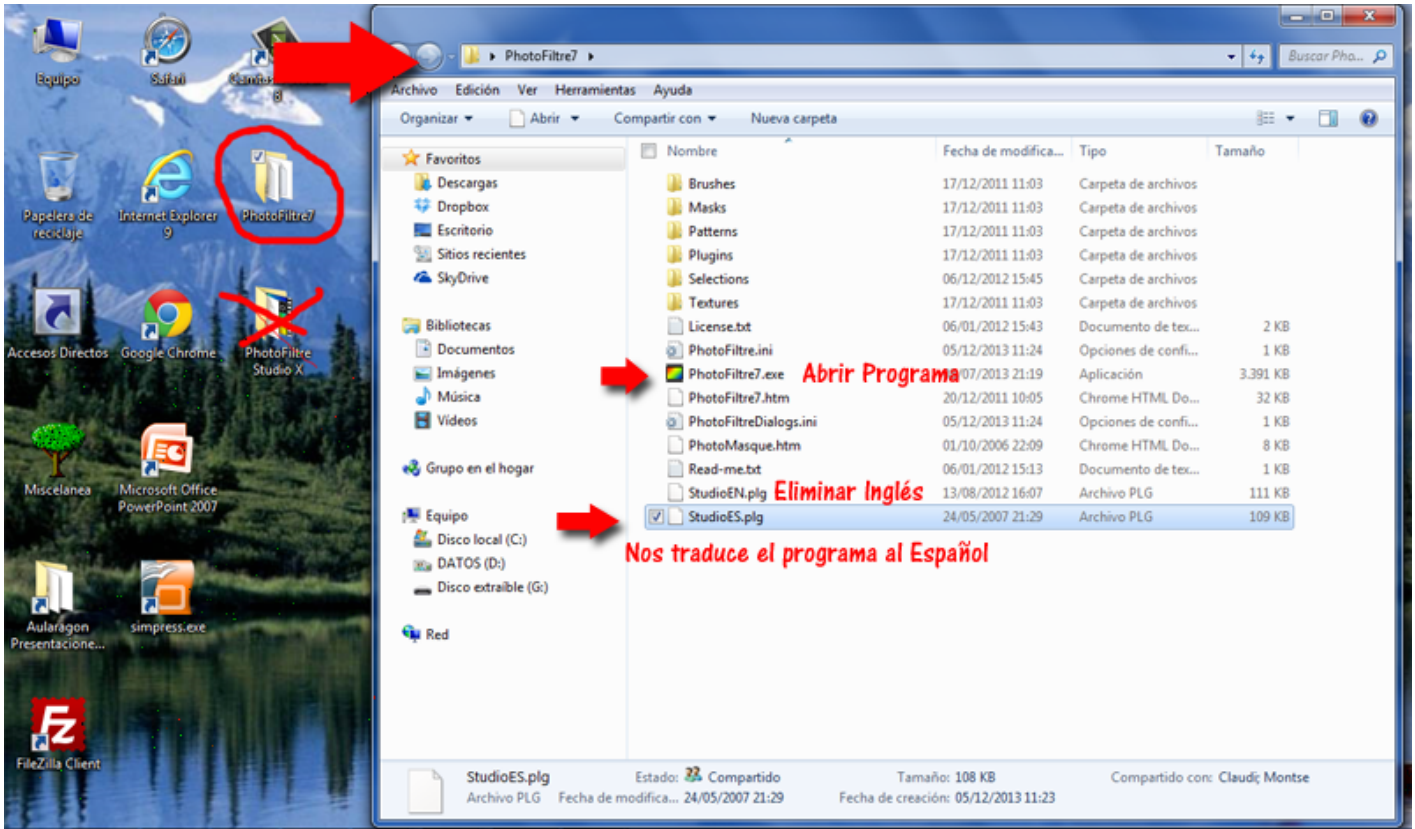 Equipo
Safari
8
Papelera de
reciclaje
Internet Explorer
9
PhotoFiltre7
Accesos Directos
Google Chrome
PhotoFiltre
Studio X
Miscelanea
Microsoft Office
PowerPoint 2007
Aularagon
Presentacione...
simpress.exe
FileZilla Client
PhotoFiltre7
Buscar Pho...
Archivo Edición Ver Herramientas Ayuda
Organizar Abrir Compartir con Nueva carpeta
Favoritos
Descargas
Dropbox
Escritorio
Sitios recientes
SkyDrive
Bibliotecas
Documentos
Imágenes
Música
Vídeos
Grupo en el hogar
Equipo
Disco local (C:)
DATOS (D:)
Disco extraíble (G:)
Red
Nombre Fecha de modifica... Tipo Tamaño
Brushes 17/12/2011 11:03 Carpeta de archivos
Masks 17/12/2011 11:03 Carpeta de archivos
Patterns 17/12/2011 11:03 Carpeta de archivos
Plugins 17/12/2011 11:03 Carpeta de archivos
Selections 06/12/2012 15:45 Carpeta de archivos
Textures 17/12/2011 11:03 Carpeta de archivos
License.txt 06/01/2012 15:43 Documento de tex... 2 KB
PhotoFiltre.ini 05/12/2013 11:24 Opciones de confi... 1 KB
PhotoFiltre7.exe Abrir Programa /07/2013 21:19 Aplicación 3.391 KB
PhotoFiltre7.htm 20/12/2011 10:05 Chrome HTML Do... 32 KB
PhotoFiltreDialogs.ini 05/12/2013 11:24 Opciones de confi... 1 KB
PhotoMasque.htm 01/10/2006 22:09 Chrome HTML Do... 8 KB
Read-me.txt 06/01/2012 15:13 Documento de tex... 1 KB
StudioEN.plg Eliminar Inglés 13/08/2012 16:07 Archivo PLG 111 KB
StudioES.plg 24/05/2007 21:29 Archivo PLG 109 KB
Nos traduce el programa al Español
StudioES.plg Estado: Compartido Tamaño: 108 KB Compartido con: Claudi; Montse
Archivo PLG Fecha de modifica... 24/05/2007 21:29 Fecha de creación: 05/12/2013 11:23